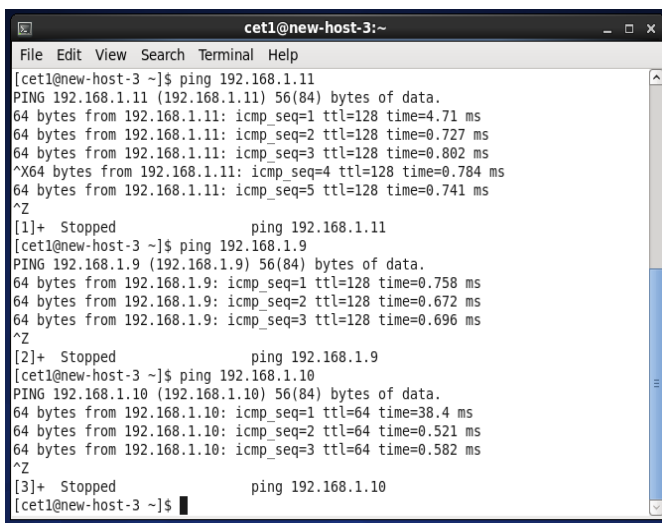 cet1@new-host-3:~
File Edit View Search Terminal Help
[cet1@new-host-3 ~]$ ping 192.168.1.11
PING 192.168.1.11 (192.168.1.11) 56(84) bytes of data.
64 bytes from 192.168.1.11: icmp_seq=1 ttl=128 time=4.71 ms
64 bytes from 192.168.1.11: icmp_seq=2 ttl=128 time=0.727 ms
64 bytes from 192.168.1.11: icmp_seq=3 ttl=128 time=0.802 ms
^X64 bytes from 192.168.1.11: icmp_seq=4 ttl=128 time=0.784 ms
64 bytes from 192.168.1.11: icmp_seq=5 ttl=128 time=0.741 ms
^Z
[1]+  Stopped                 ping 192.168.1.11
[cet1@new-host-3 ~]$ ping 192.168.1.9
PING 192.168.1.9 (192.168.1.9) 56(84) bytes of data.
64 bytes from 192.168.1.9: icmp_seq=1 ttl=128 time=0.758 ms
64 bytes from 192.168.1.9: icmp_seq=2 ttl=128 time=0.672 ms
64 bytes from 192.168.1.9: icmp_seq=3 ttl=128 time=0.696 ms
^Z
[2]+  Stopped                 ping 192.168.1.9
[cet1@new-host-3 ~]$ ping 192.168.1.10
PING 192.168.1.10 (192.168.1.10) 56(84) bytes of data.
64 bytes from 192.168.1.10: icmp_seq=1 ttl=64 time=38.4 ms
64 bytes from 192.168.1.10: icmp_seq=2 ttl=64 time=0.521 ms
64 bytes from 192.168.1.10: icmp_seq=3 ttl=64 time=0.582 ms
^Z
[3]+  Stopped                 ping 192.168.1.10
[cet1@new-host-3 ~]$